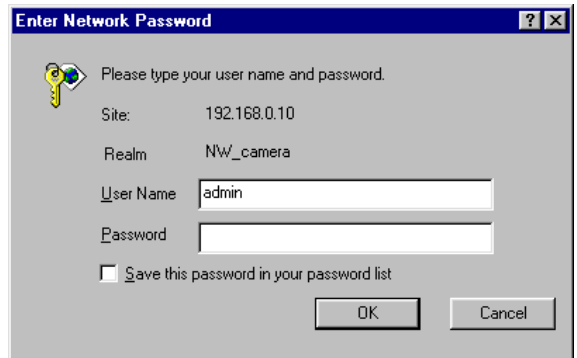 Enter Network Password
Please type your user name and password.
Site: 192.168.0.10
Realm NW_camera
User Name admin
Password
Save this password in your password list
OK Cancel